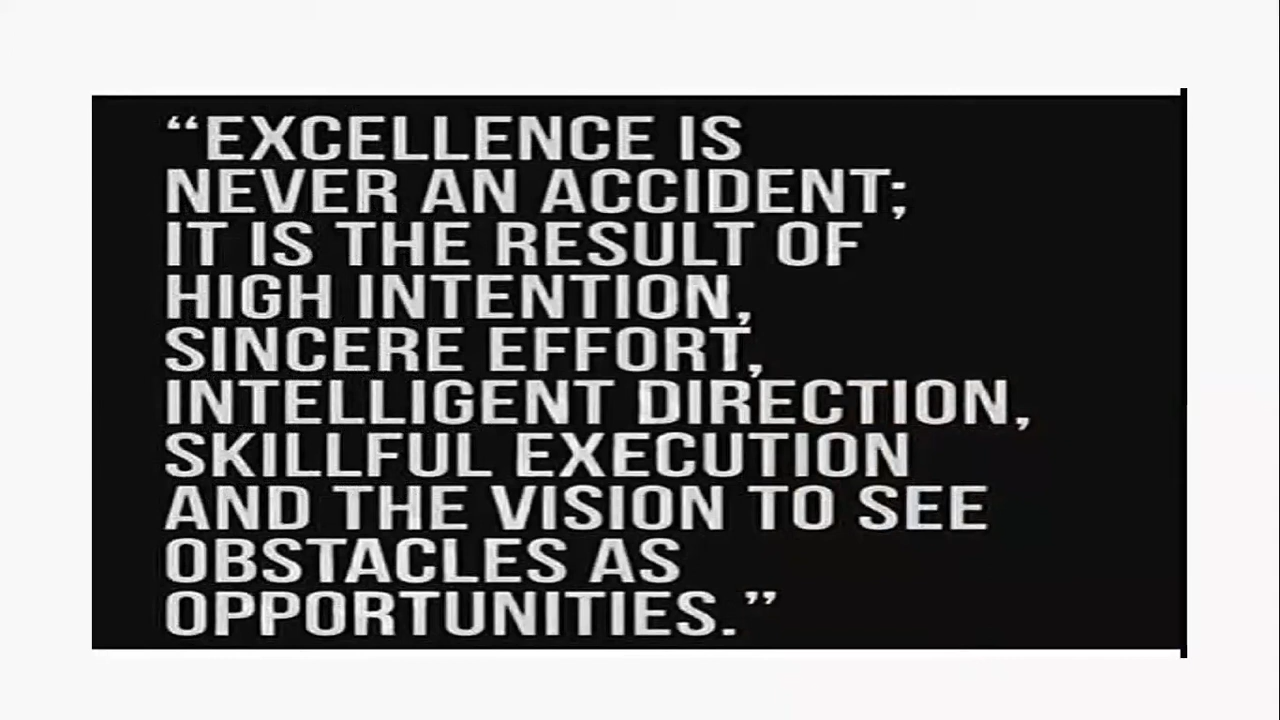 “EXCELLENCE IS
NEVER AN ACCIDENT;
IT IS THE RESULT OF
HIGH INTENTION,
SINCERE EFFORT,
INTELLIGENT DIRECTION,
SKILLFUL EXECUTION
AND THE VISION TO SEE
OBSTACLES AS
OPPORTUNITIES.”